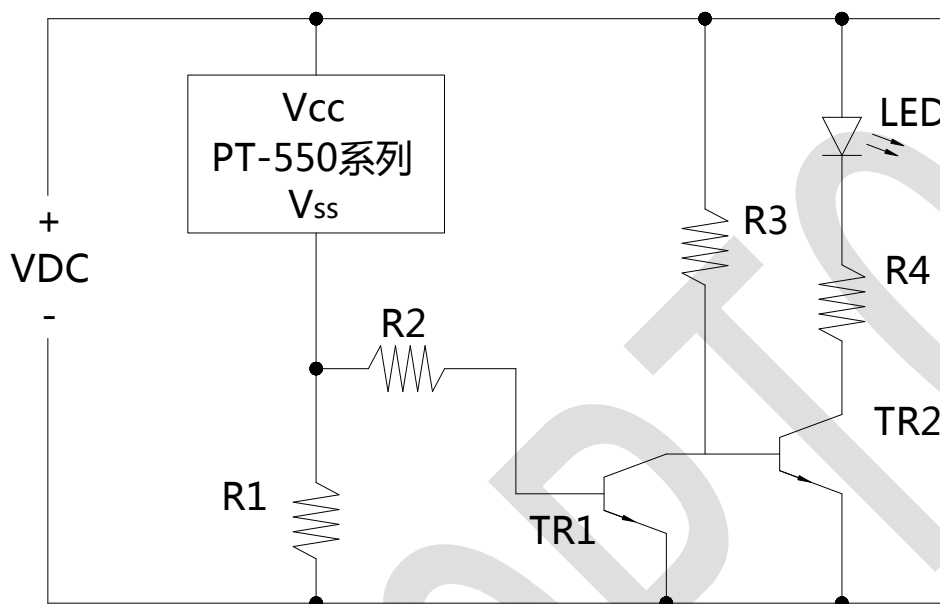 Vcc
PT-550系列
Vss
LED
+
VDC
-
R3
R4
R2
TR2
R1
TR1